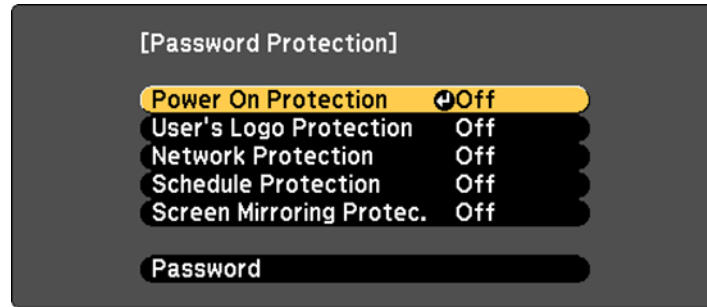 [Password Protection]
Power On Protection Off
User's Logo Protection Off
Network Protection Off
Schedule Protection Off
Screen Mirroring Protec. Off
Password